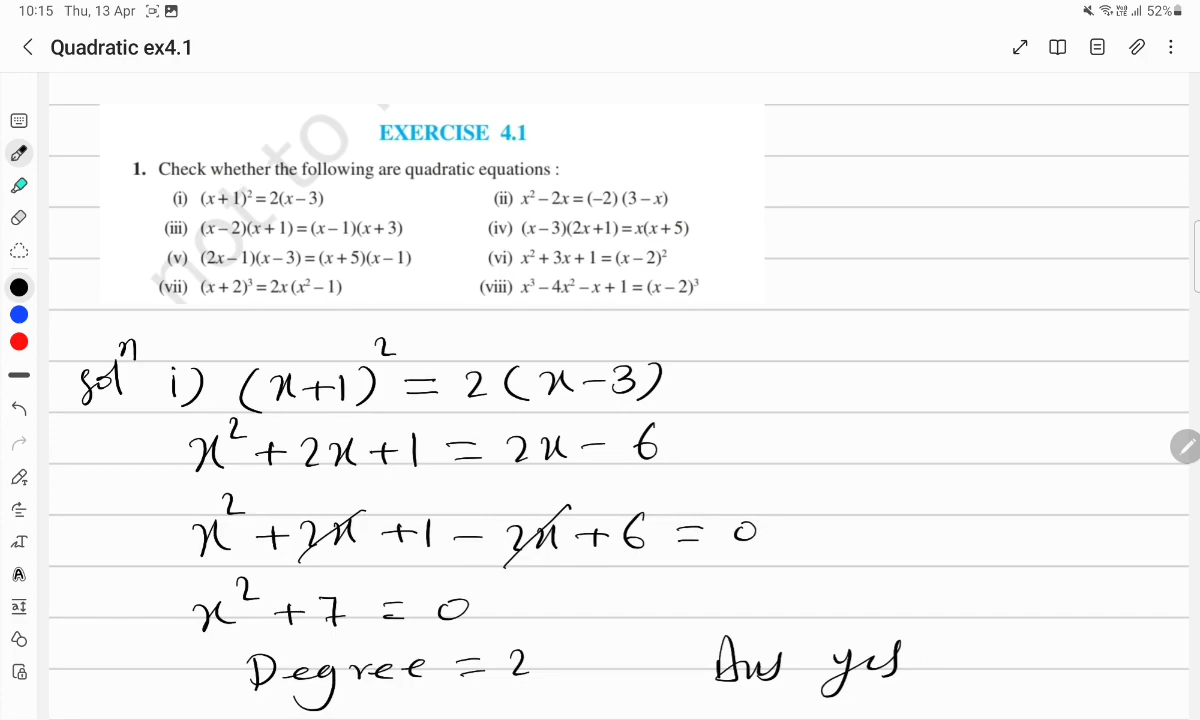 10:15 Thu, 13 Apr 52%
Quadratic ex4.1
not to
EXERCISE 4.1
1. Check whether the following are quadratic equations :
(i) (x + 1)² = 2(x – 3) (ii) x² – 2x = (–2) (3 – x)
(iii) (x – 2)(x + 1) = (x – 1)(x + 3) (iv) (x – 3)(2x +1) = x(x + 5)
(v) (2x – 1)(x – 3) = (x + 5)(x – 1) (vi) x² + 3x + 1 = (x – 2)²
(vii) (x + 2)³ = 2x (x² – 1) (viii) x³ – 4x² – x + 1 = (x – 2)³
solⁿ i) (x+1)² = 2(x-3)
x² + 2x + 1 = 2x - 6
x² + 2x + 1 - 2x + 6 = 0
x² + 7 = 0
Degree = 2 Ans yes